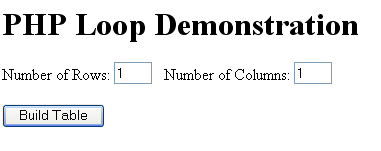 PHP Loop Demonstration
Number of Rows: 1 Number of Columns: 1
Build Table